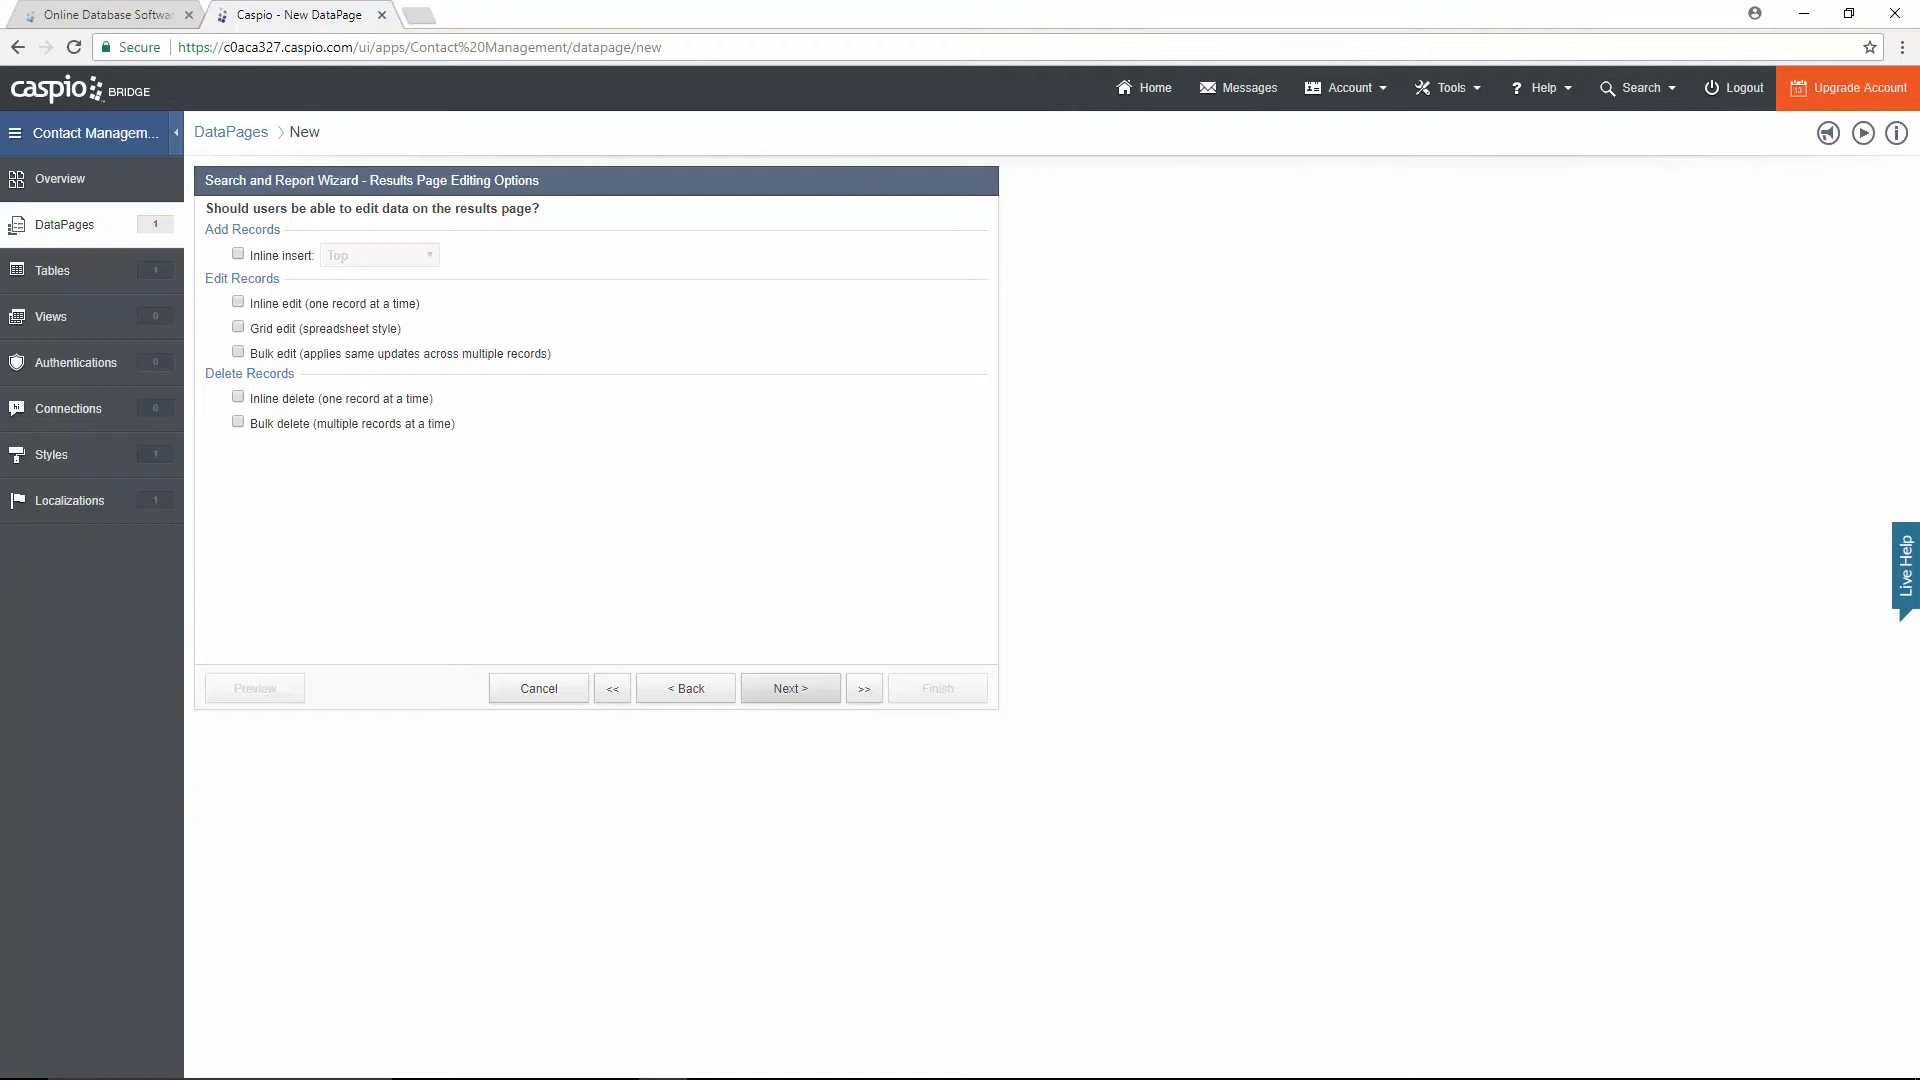 Online Database Softwa
Caspio - New DataPage
Secure
https://c0aca327.caspio.com/ui/apps/Contact%20Management/datapage/new
caspio BRIDGE
Home
Messages
Account
Tools
? Help
Search
Logout
13 Upgrade Account
Contact Managem...
DataPages > New
Overview
DataPages 1
Tables 1
Views 0
Authentications 0
hi Connections 0
Styles 1
Localizations 1
Search and Report Wizard - Results Page Editing Options
Should users be able to edit data on the results page?
Add Records
Inline insert: Top
Edit Records
Inline edit (one record at a time)
Grid edit (spreadsheet style)
Bulk edit (applies same updates across multiple records)
Delete Records
Inline delete (one record at a time)
Bulk delete (multiple records at a time)
Preview
Cancel
<<
< Back
Next >
>>
Finish
Live Help